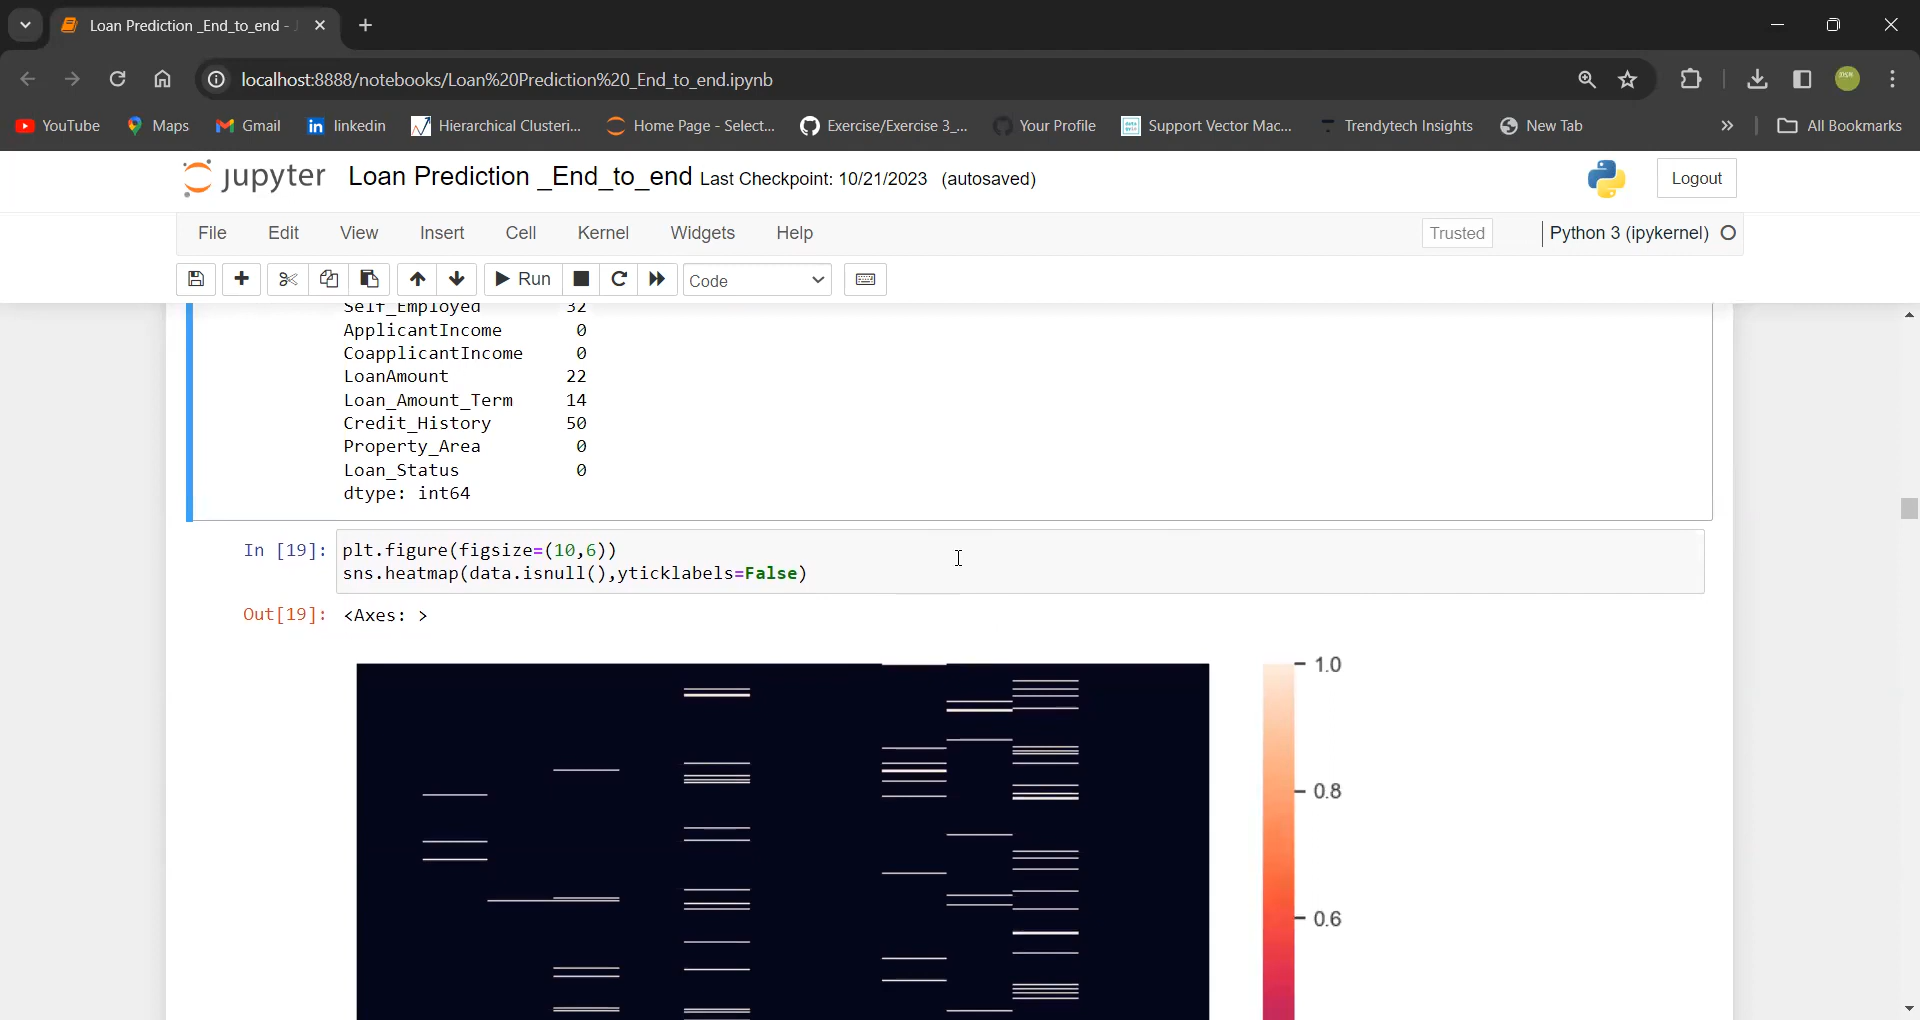 Loan Prediction _End_to_end -
localhost:8888/notebooks/Loan%20Prediction%20_End_to_end.ipynb
YouTube Maps Gmail linkedin Hierarchical Clusteri... Home Page - Select... Exercise/Exercise 3_... Your Profile Support Vector Mac... Trendytech Insights New Tab » All Bookmarks
jupyter Loan Prediction _End_to_end Last Checkpoint: 10/21/2023 (autosaved) Logout
File Edit View Insert Cell Kernel Widgets Help Trusted Python 3 (ipykernel)
Run Code
Self_Employed 32
ApplicantIncome 0
CoapplicantIncome 0
LoanAmount 22
Loan_Amount_Term 14
Credit_History 50
Property_Area 0
Loan_Status 0
dtype: int64
In [19]: plt.figure(figsize=(10,6))
sns.heatmap(data.isnull(),yticklabels=False)
Out[19]: <Axes: >
1.0
0.8
0.6